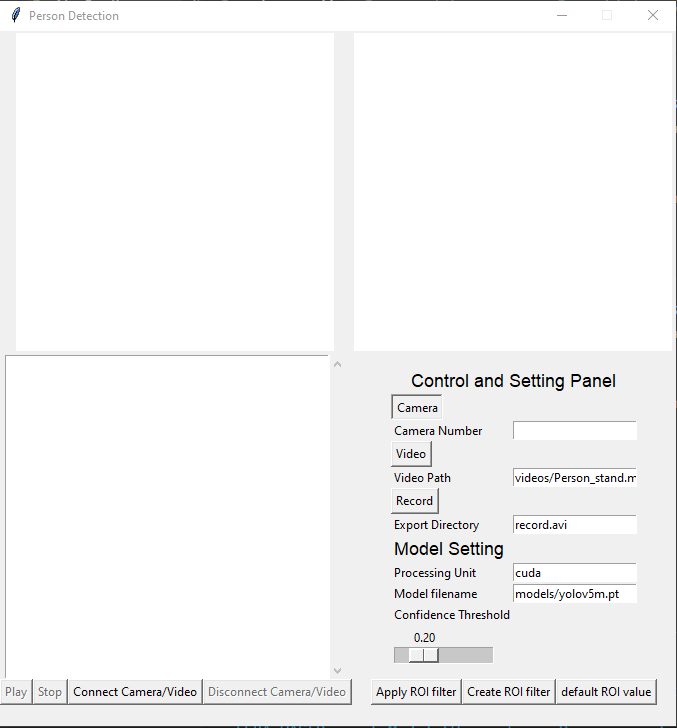 Person Detection
Control and Setting Panel
Camera
Camera Number
Video
Video Path videos/Person_stand.m
Record
Export Directory record.avi
Model Setting
Processing Unit cuda
Model filename models/yolov5m.pt
Confidence Threshold
0.20
Play Stop Connect Camera/Video Disconnect Camera/Video Apply ROI filter Create ROI filter default ROI value